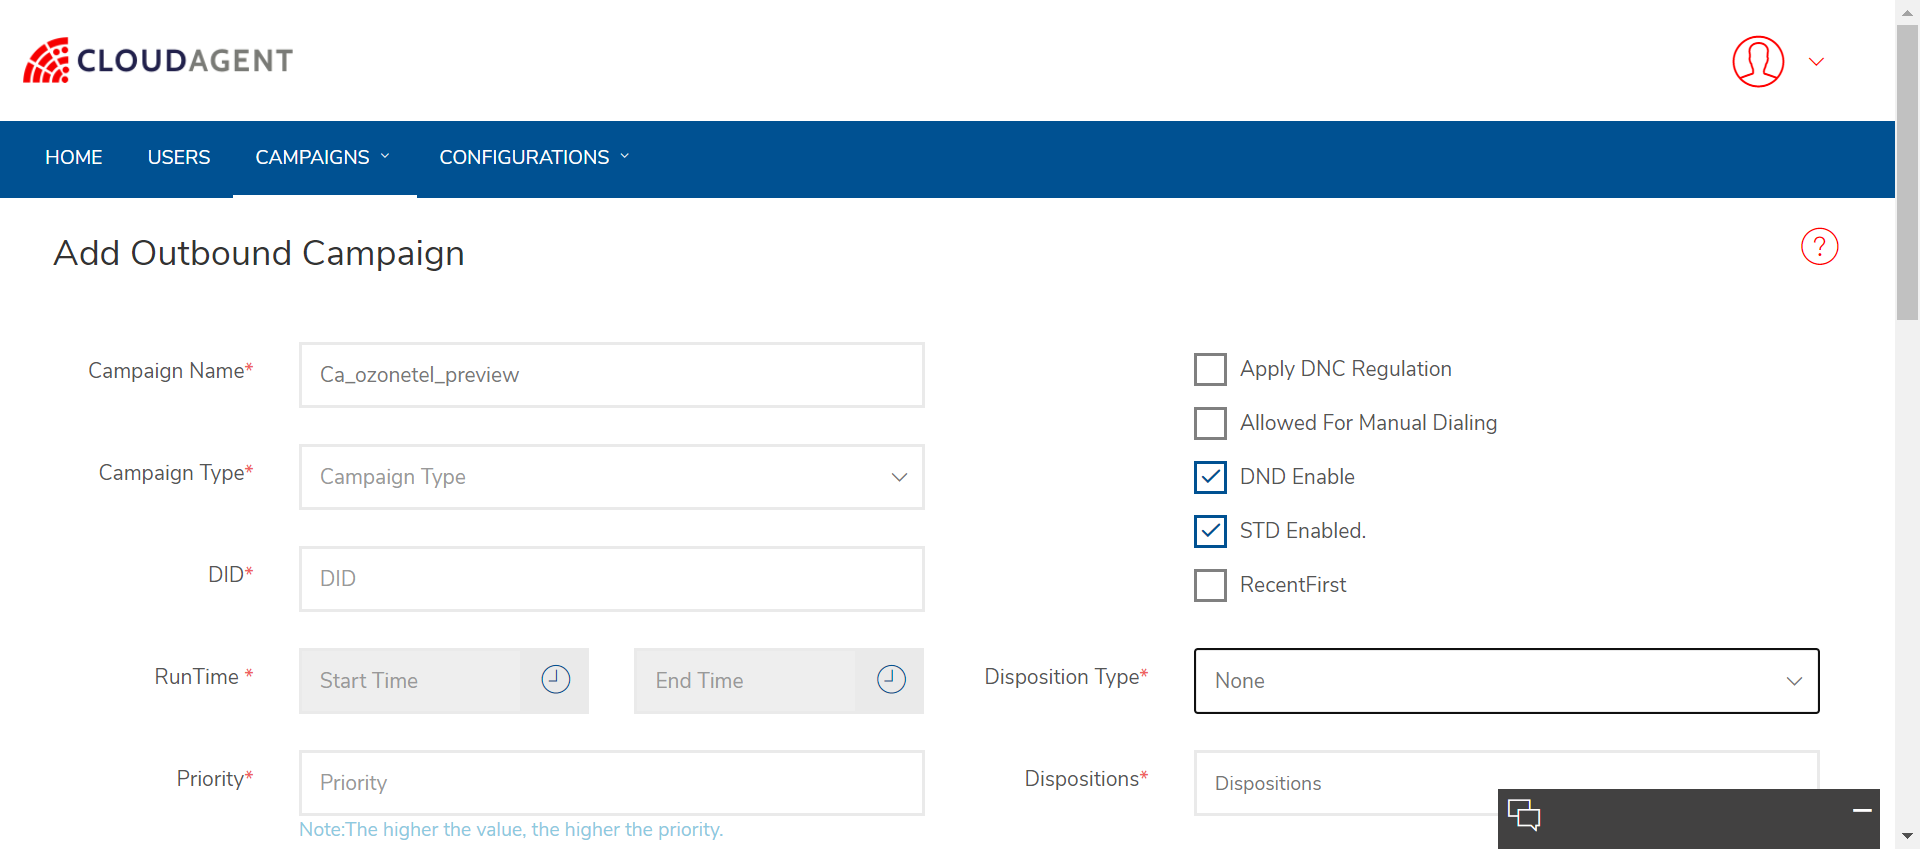 CLOUDAGENT
HOME USERS CAMPAIGNS CONFIGURATIONS
Add Outbound Campaign
?
Campaign Name* Ca_ozonetel_preview
Apply DNC Regulation
Allowed For Manual Dialing
Campaign Type* Campaign Type
DND Enable
STD Enabled.
DID* DID
RecentFirst
RunTime * Start Time End Time
Disposition Type* None
Priority* Priority
Dispositions* Dispositions
Note:The higher the value, the higher the priority.